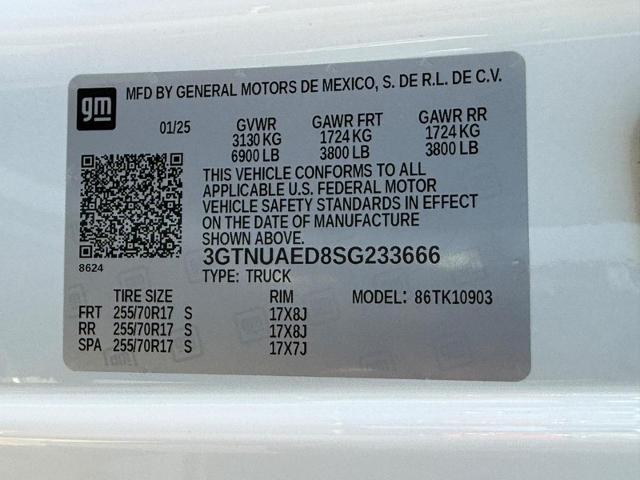 gm
MFD BY GENERAL MOTORS DE MEXICO, S. DE R.L. DE C.V.
01/25 GVWR GAWR FRT GAWR RR
3130 KG 1724 KG 1724 KG
6900 LB 3800 LB 3800 LB
THIS VEHICLE CONFORMS TO ALL
APPLICABLE U.S. FEDERAL MOTOR
VEHICLE SAFETY STANDARDS IN EFFECT
ON THE DATE OF MANUFACTURE
SHOWN ABOVE.
8624
3GTNUAED8SG233666
TYPE: TRUCK
TIRE SIZE RIM MODEL: 86TK10903
FRT 255/70R17 S 17X8J
RR 255/70R17 S 17X8J
SPA 255/70R17 S 17X7J